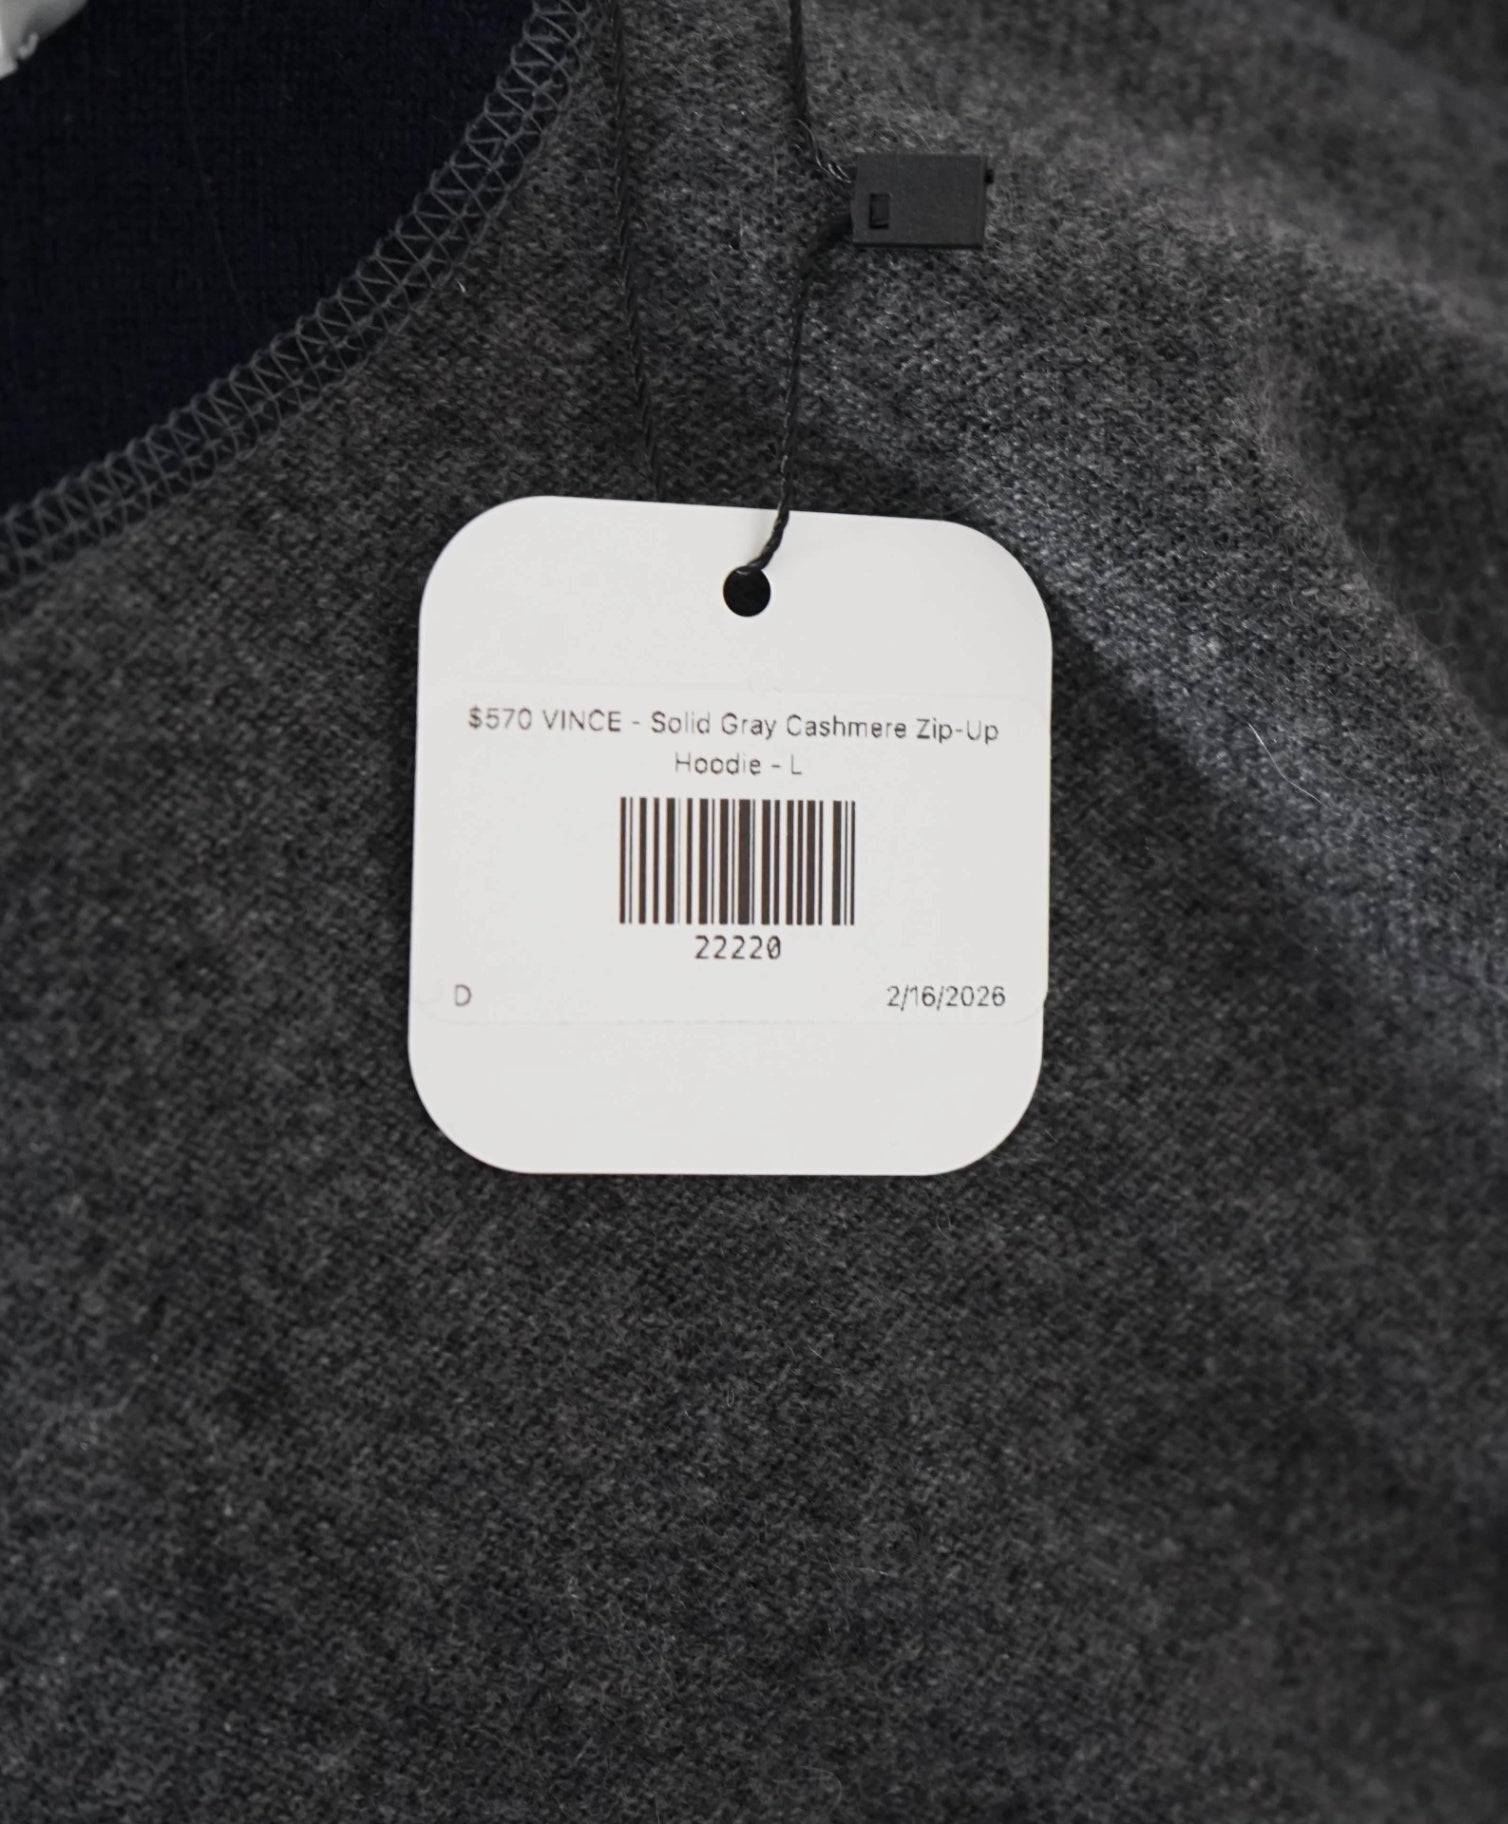 $570 VINCE - Solid Gray Cashmere Zip-Up
Hoodie - L
22220
D
2/16/2026